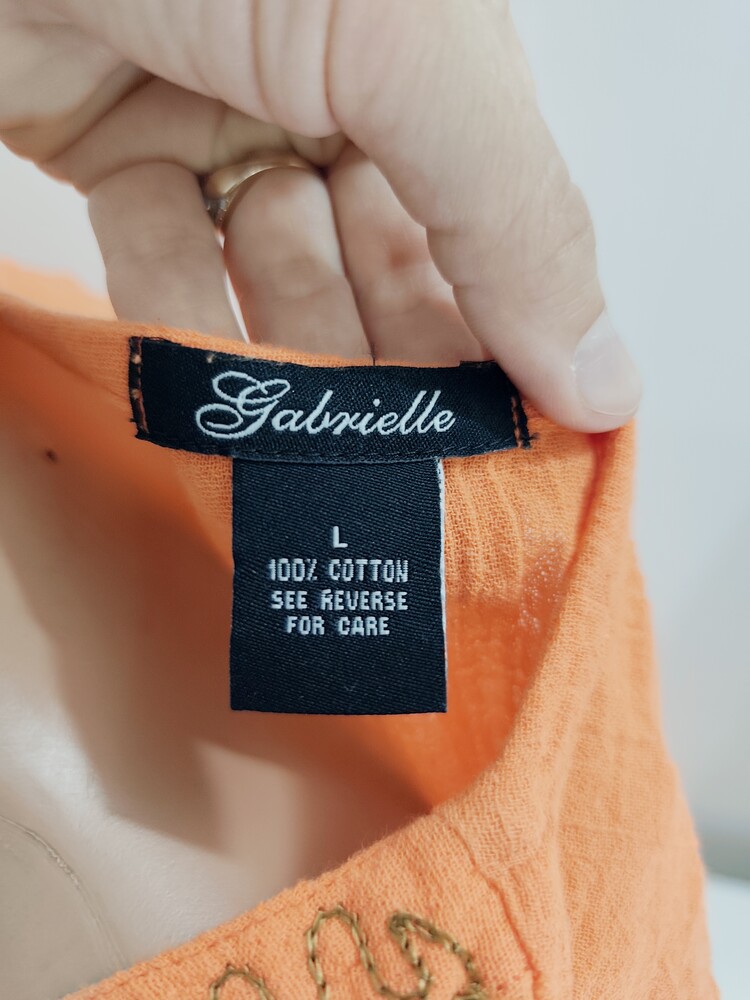 Gabrielle
L
100% COTTON
SEE REVERSE
FOR CARE